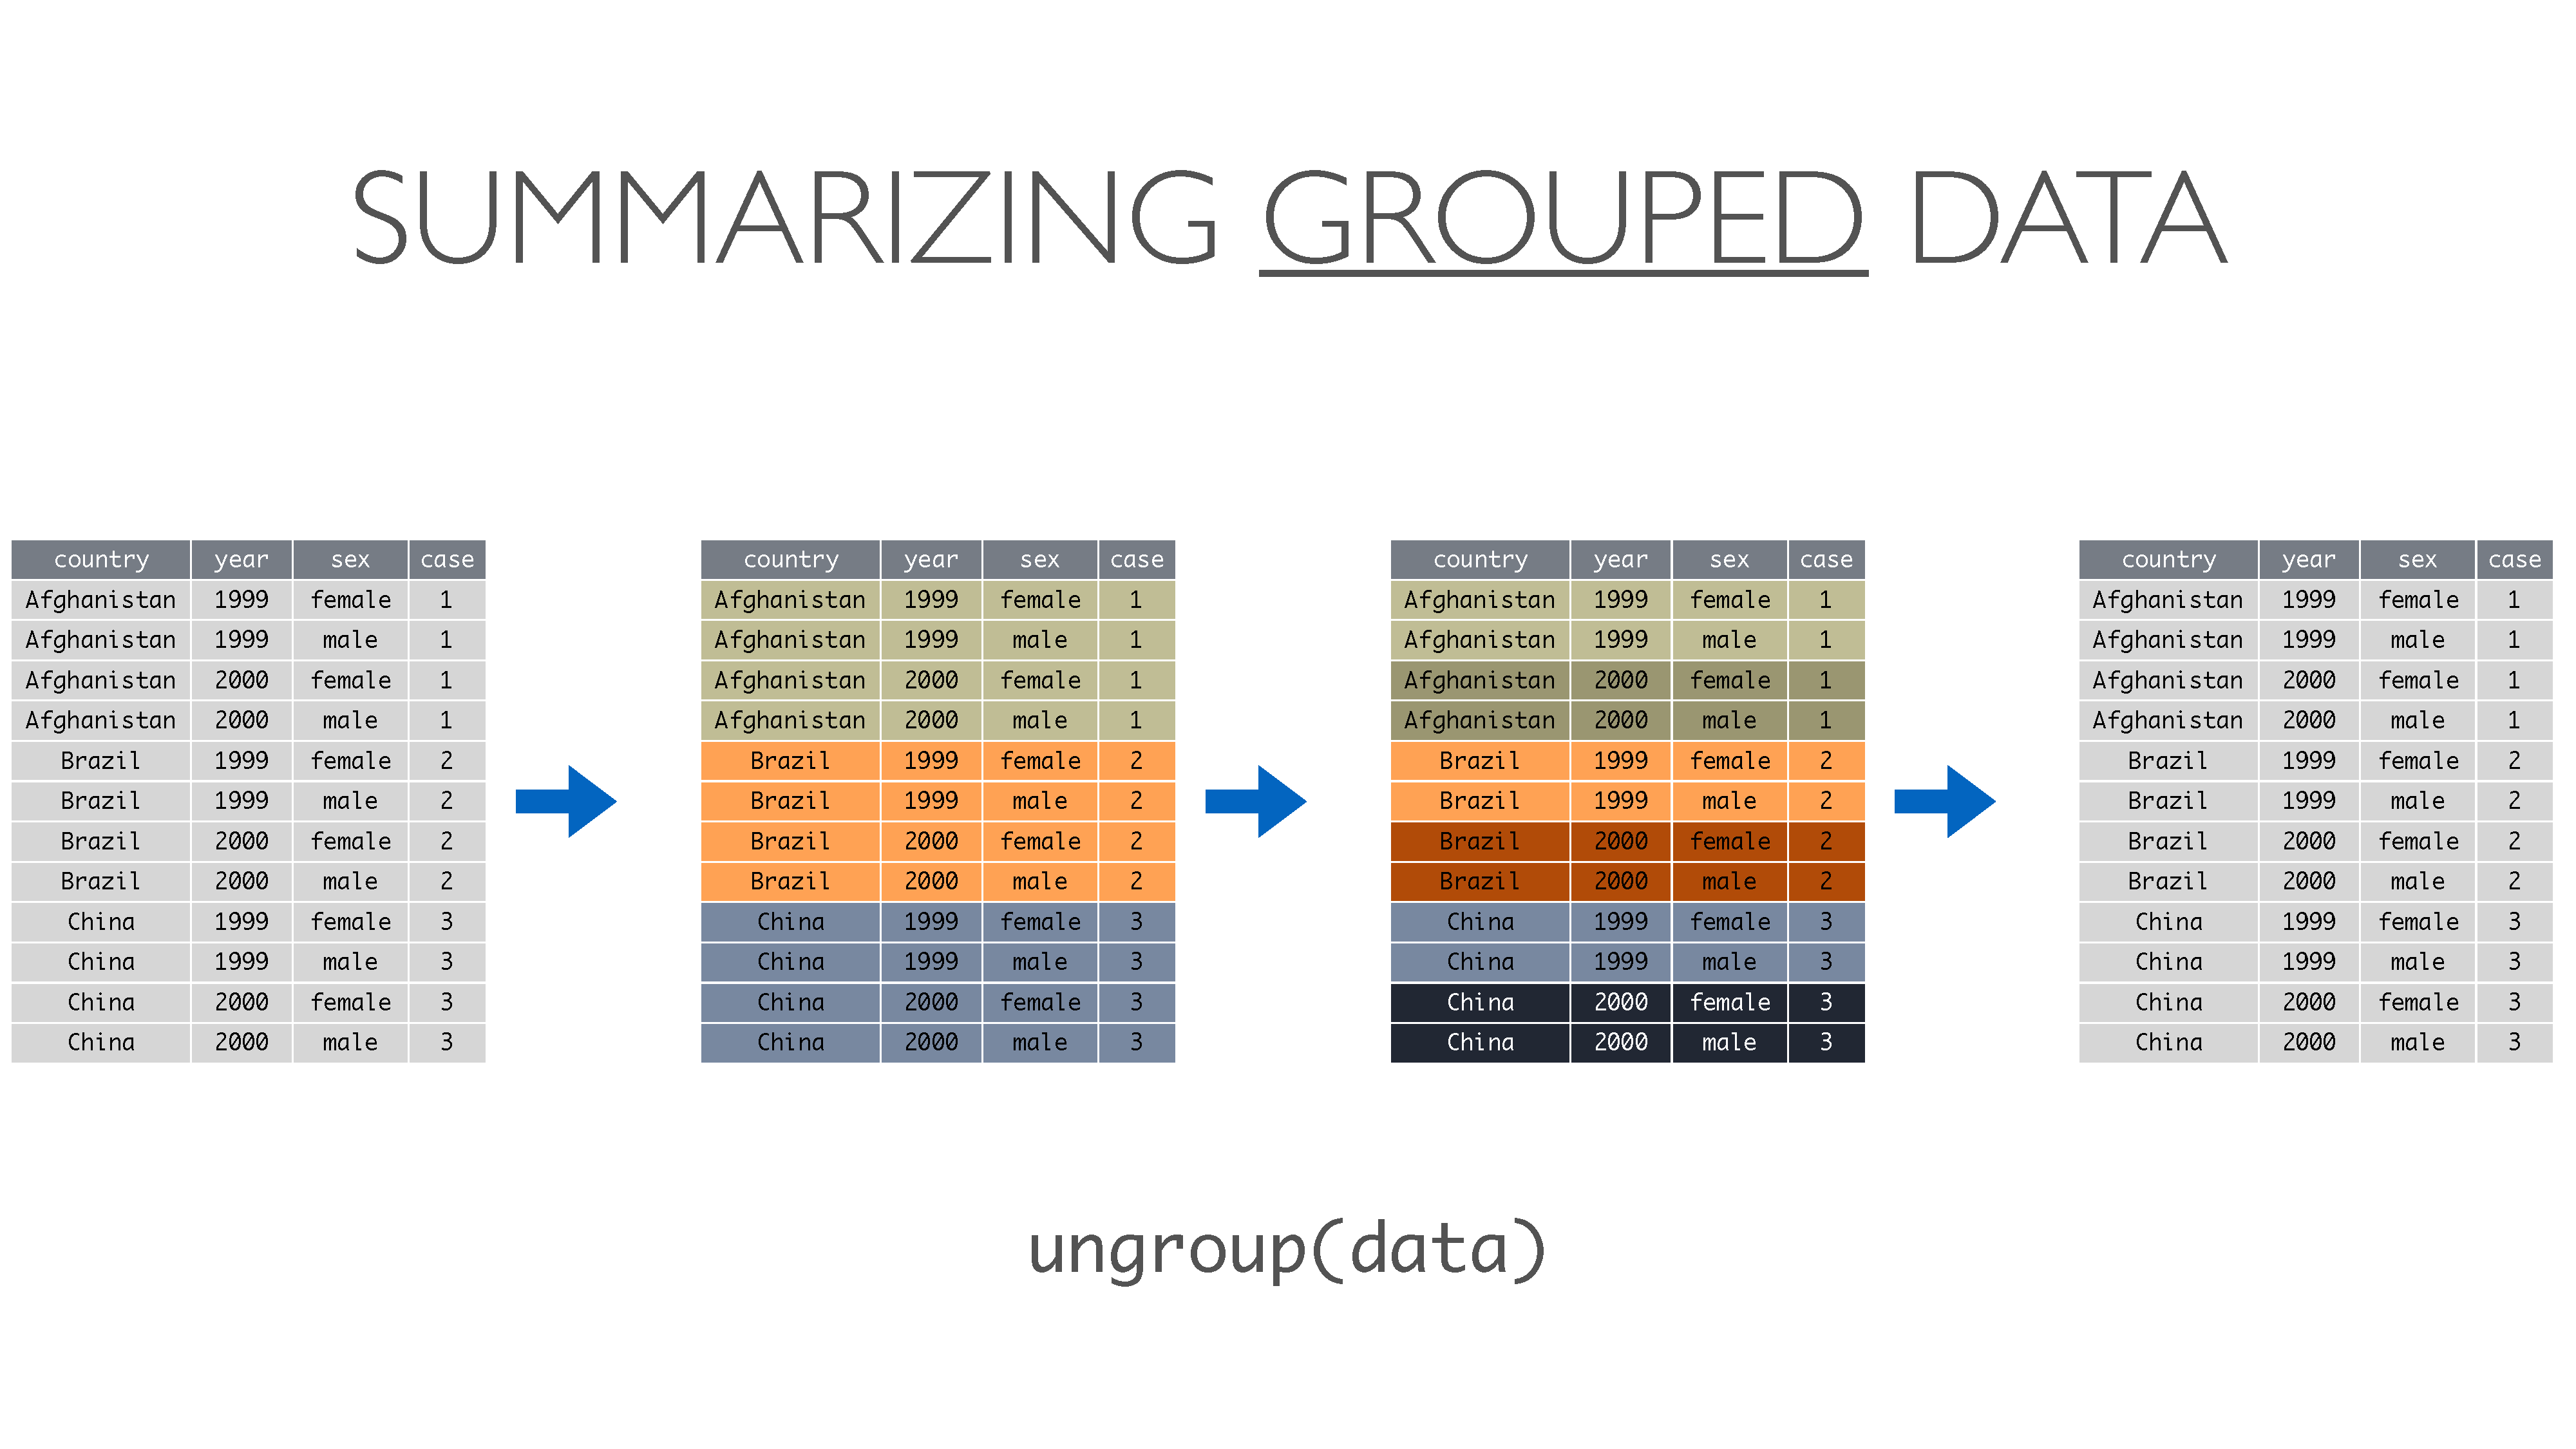 SUMMARIZING GROUPED DATA
country year sex case
Afghanistan 1999 female 1
Afghanistan 1999 male 1
Afghanistan 2000 female 1
Afghanistan 2000 male 1
Brazil 1999 female 2
Brazil 1999 male 2
Brazil 2000 female 2
Brazil 2000 male 2
China 1999 female 3
China 1999 male 3
China 2000 female 3
China 2000 male 3
country year sex case
Afghanistan 1999 female 1
Afghanistan 1999 male 1
Afghanistan 2000 female 1
Afghanistan 2000 male 1
Brazil 1999 female 2
Brazil 1999 male 2
Brazil 2000 female 2
Brazil 2000 male 2
China 1999 female 3
China 1999 male 3
China 2000 female 3
China 2000 male 3
country year sex case
Afghanistan 1999 female 1
Afghanistan 1999 male 1
Afghanistan 2000 female 1
Afghanistan 2000 male 1
Brazil 1999 female 2
Brazil 1999 male 2
Brazil 2000 female 2
Brazil 2000 male 2
China 1999 female 3
China 1999 male 3
China 2000 female 3
China 2000 male 3
country year sex case
Afghanistan 1999 female 1
Afghanistan 1999 male 1
Afghanistan 2000 female 1
Afghanistan 2000 male 1
Brazil 1999 female 2
Brazil 1999 male 2
Brazil 2000 female 2
Brazil 2000 male 2
China 1999 female 3
China 1999 male 3
China 2000 female 3
China 2000 male 3
ungroup(data)